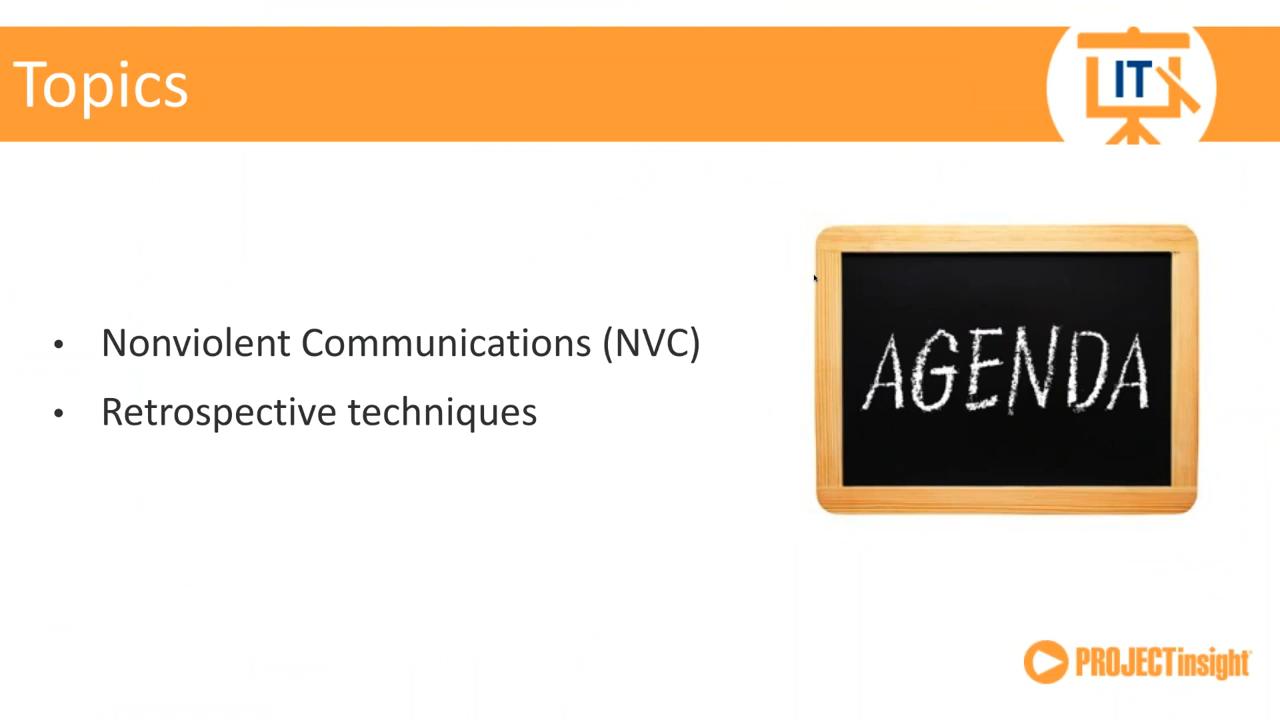 Topics
IT
• Nonviolent Communications (NVC)
• Retrospective techniques
AGENDA
PROJECTinsight